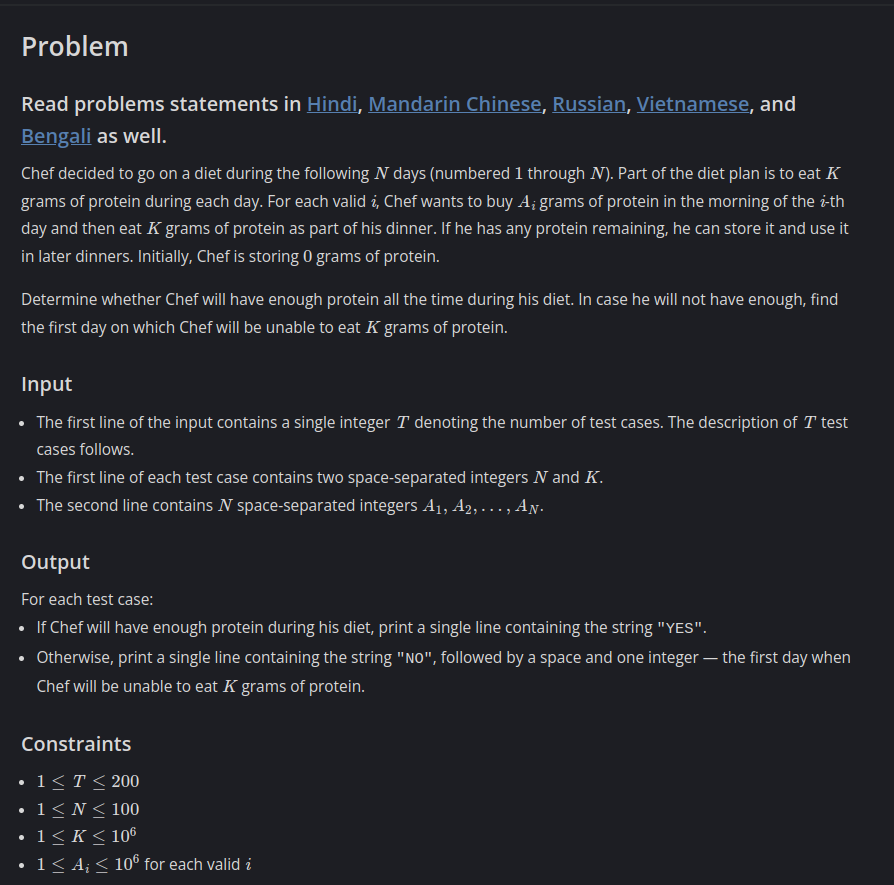 Problem
Read problems statements in Hindi, Mandarin Chinese, Russian, Vietnamese, and
Bengali as well.
Chef decided to go on a diet during the following N days (numbered 1 through N). Part of the diet plan is to eat K
grams of protein during each day. For each valid i, Chef wants to buy A_i grams of protein in the morning of the i-th
day and then eat K grams of protein as part of his dinner. If he has any protein remaining, he can store it and use it
in later dinners. Initially, Chef is storing 0 grams of protein.
Determine whether Chef will have enough protein all the time during his diet. In case he will not have enough, find
the first day on which Chef will be unable to eat K grams of protein.
Input
• The first line of the input contains a single integer T denoting the number of test cases. The description of T test
cases follows.
• The first line of each test case contains two space-separated integers N and K.
• The second line contains N space-separated integers A_1, A_2, . . . , A_N.
Output
For each test case:
• If Chef will have enough protein during his diet, print a single line containing the string "YES".
• Otherwise, print a single line containing the string "NO", followed by a space and one integer — the first day when
Chef will be unable to eat K grams of protein.
Constraints
• 1 ≤ T ≤ 200
• 1 ≤ N ≤ 100
• 1 ≤ K ≤ 10^6
• 1 ≤ A_i ≤ 10^6 for each valid i